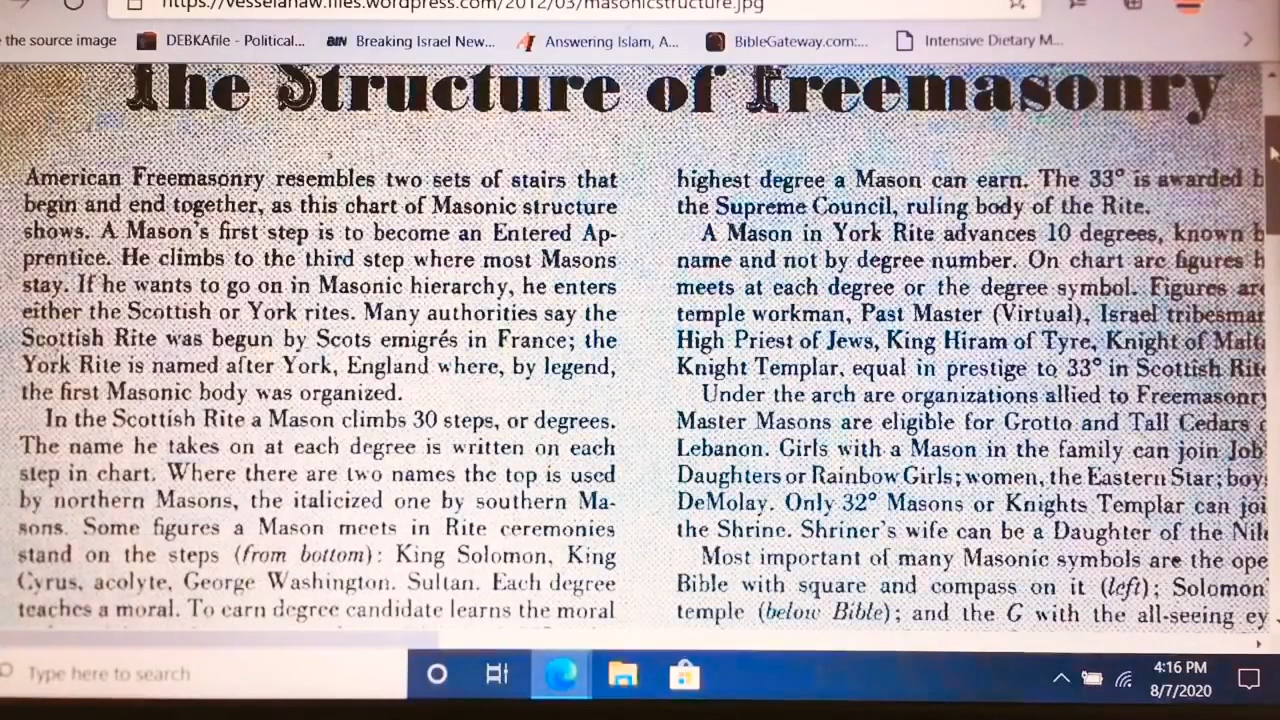 https://vesselanaw.files.wordpress.com/2012/03/masonicstructure.jpg
the source image
DEBKAfile - Political...
BIN
Breaking Israel New...
Answering Islam, A...
BibleGateway.com:...
Intensive Dietary M...
The Structure of Freemasonry
American Freemasonry resembles two sets of stairs that
begin and end together, as this chart of Masonic structure
shows. A Mason's first step is to become an Entered Ap-
prentice. He climbs to the third step where most Masons
stay. If he wants to go on in Masonic hierarchy, he enters
either the Scottish or York rites. Many authorities say the
Scottish Rite was begun by Scots emigrés in France; the
York Rite is named after York, England where, by legend,
the first Masonic body was organized.
In the Scottish Rite a Mason climbs 30 steps, or degrees.
The name he takes on at each degree is written on each
step in chart. Where there are two names the top is used
by northern Masons, the italicized one by southern Ma-
sons. Some figures a Mason meets in Rite ceremonies
stand on the steps (from bottom): King Solomon, King
Cyrus, acolyte, George Washington. Sultan. Each degree
teaches a moral. To earn degree candidate learns the moral
highest degree a Mason can earn. The 33° is awarded b
the Supreme Council, ruling body of the Rite.
A Mason in York Rite advances 10 degrees, known b
name and not by degree number. On chart are figures h
meets at each degree or the degree symbol. Figures are
temple workman, Past Master (Virtual), Israel tribesman
High Priest of Jews, King Hiram of Tyre, Knight of Malta
Knight Templar, equal in prestige to 33° in Scottish Rite
Under the arch are organizations allied to Freemasonry
Master Masons are eligible for Grotto and Tall Cedars
Lebanon. Girls with a Mason in the family can join Job
Daughters or Rainbow Girls; women, the Eastern Star; boy
DeMolay. Only 32° Masons or Knights Templar can joi
the Shrine. Shriner's wife can be a Daughter of the Nile
Most important of many Masonic symbols are the ope
Bible with square and compass on it (left); Solomon'
temple (below Bible); and the G with the all-seeing ey
Type here to search
4:16 PM
8/7/2020